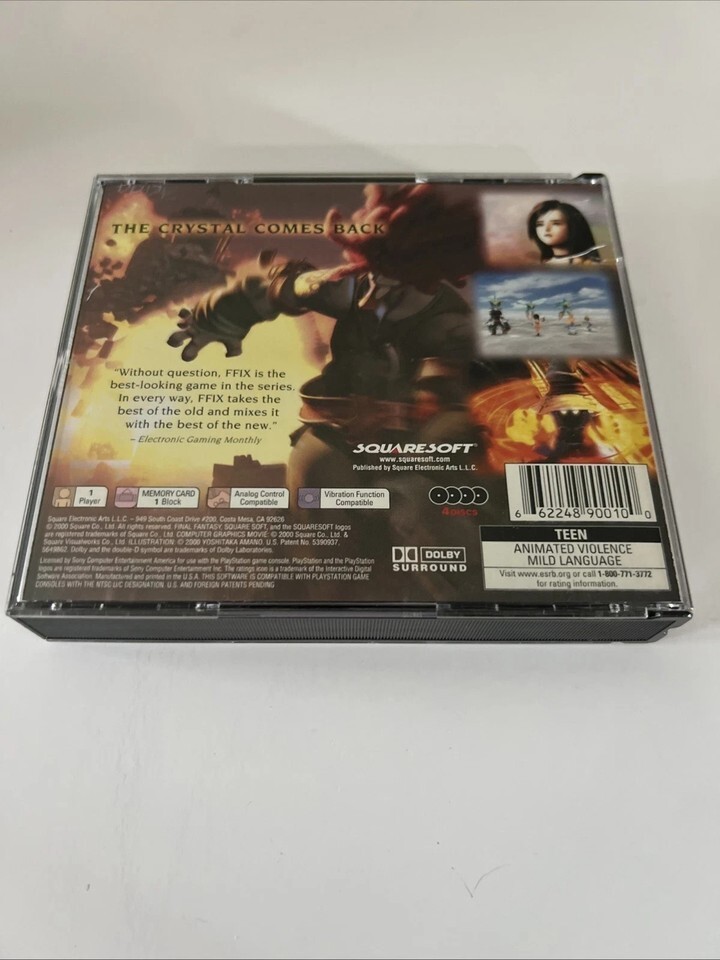 THE CRYSTAL COMES BACK
"Without question, FFIX is the
best-looking game in the series.
In every way, FFIX takes the
best of the old and mixes it
with the best of the new."
– Electronic Gaming Monthly
SQUARESOFT®
www.squaresoft.com
Published by Square Electronic Arts L.L.C.
1
Player
MEMORY CARD
1 Block
Analog Control
Compatible
Vibration Function
Compatible
4 DISCS
6 62248 90010 0
Square Electronic Arts L.L.C. – 949 South Coast Drive #200, Costa Mesa, CA 92626
© 2000 Square Co., Ltd. All rights reserved. FINAL FANTASY, SQUARE SOFT, and the SQUARESOFT logos
are registered trademarks of Square Co., Ltd. COMPUTER GRAPHICS MOVIE: © 2000 Square Co., Ltd. &
Square Visualworks Co., Ltd. ILLUSTRATION: © 2000 YOSHITAKA AMANO. U.S. Patent No. 5390937,
5649862. Dolby and the double-D symbol are trademarks of Dolby Laboratories.
Licensed by Sony Computer Entertainment America for use with the PlayStation game console. PlayStation and the PlayStation
logos are registered trademarks of Sony Computer Entertainment Inc. The ratings icon is a trademark of the Interactive Digital
Software Association. Manufactured and printed in the U.S.A. THIS SOFTWARE IS COMPATIBLE WITH PLAYSTATION GAME
CONSOLES WITH THE NTSC U/C DESIGNATION. U.S. AND FOREIGN PATENTS PENDING
DOLBY
SURROUND
TEEN
ANIMATED VIOLENCE
MILD LANGUAGE
Visit www.esrb.org or call 1-800-771-3772
for rating information.